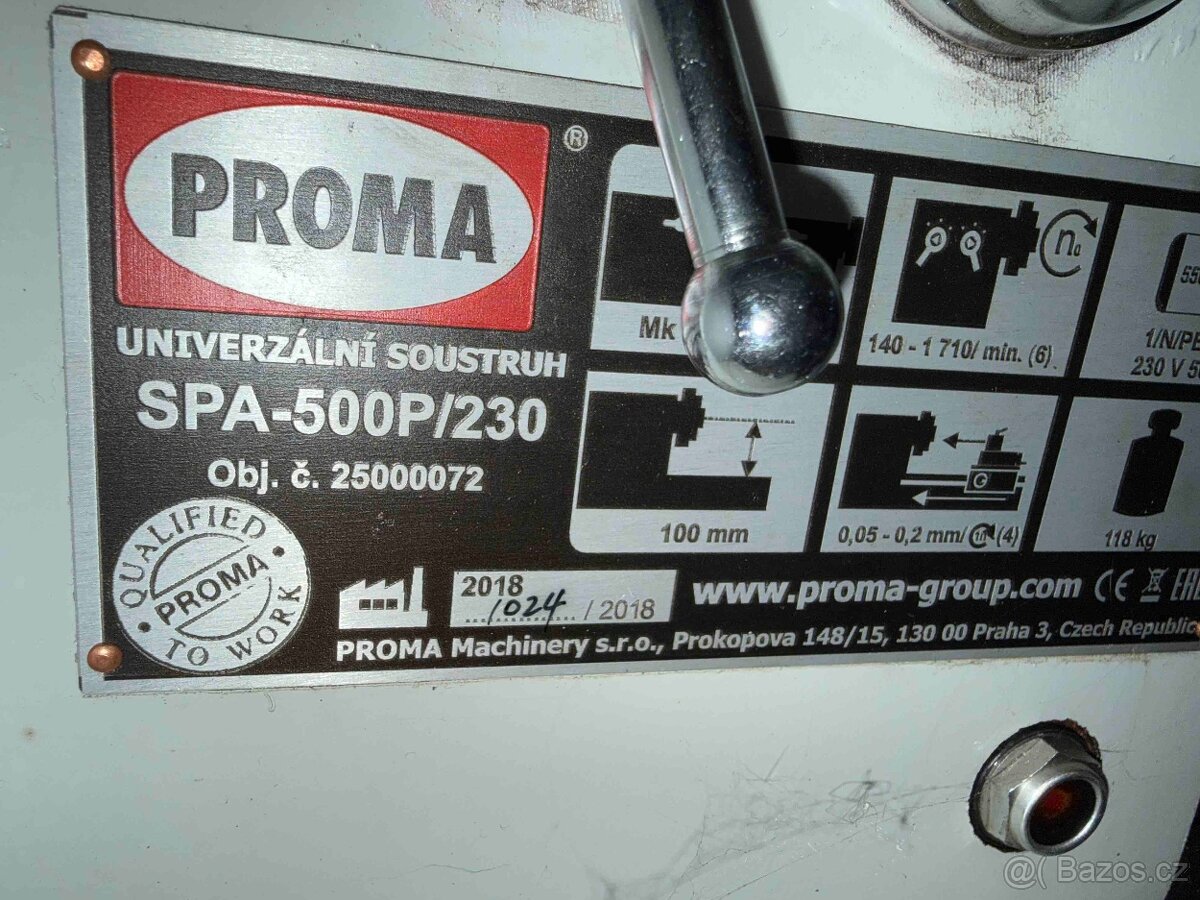 PROMA
®
UNIVERZÁLNÍ SOUSTRUH
SPA-500P/230
Obj. č. 25000072
QUALIFIED
PROMA
TO WORK
Mk
n₀
140 - 1 710/ min. (6)
1/N/PE
230 V
100 mm
0,05 - 0,2 mm/ (4)
118 kg
2018
1024 / 2018
www.proma-group.com CE
PROMA Machinery s.r.o., Prokopova 148/15, 130 00 Praha 3, Czech Republic
@( Bazos.cz